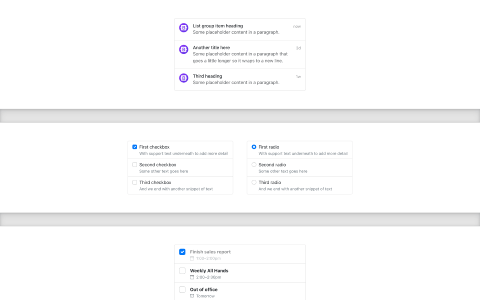 List group item heading now
Some placeholder content in a paragraph.
Another title here 3d
Some placeholder content in a paragraph that
goes a little longer so it wraps to a new line.
Third heading 1w
Some placeholder content in a paragraph.
First checkbox
With support text underneath to add more detail
Second checkbox
Some other text goes here
Third checkbox
And we end with another snippet of text
First radio
With support text underneath to add more detail
Second radio
Some other text goes here
Third radio
And we end with another snippet of text
Finish sales report
Weekly All Hands
2:00–2:30pm
Out of office
Tomorrow